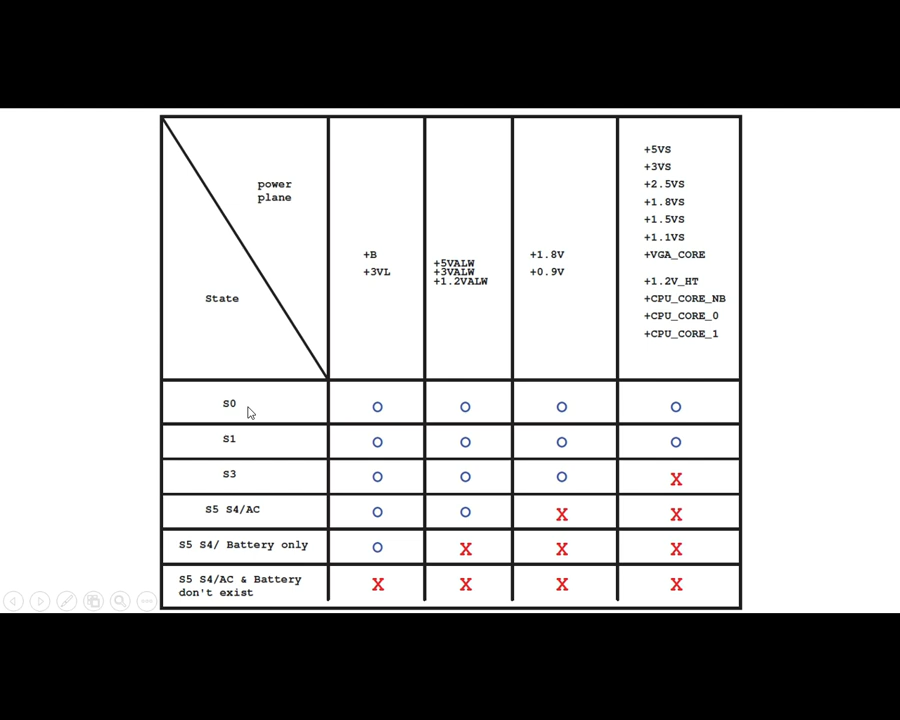 power
plane
State
+B
+3VL
+5VALW
+3VALW
+1.2VALW
+1.8V
+0.9V
+5VS
+3VS
+2.5VS
+1.8VS
+1.5VS
+1.1VS
+VGA_CORE
+1.2V_HT
+CPU_CORE_NB
+CPU_CORE_0
+CPU_CORE_1
S0 O O O O
S1 O O O O
S3 O O O X
S5 S4/AC O O X X
S5 S4/ Battery only O X X X
S5 S4/AC & Battery
don't exist X X X X